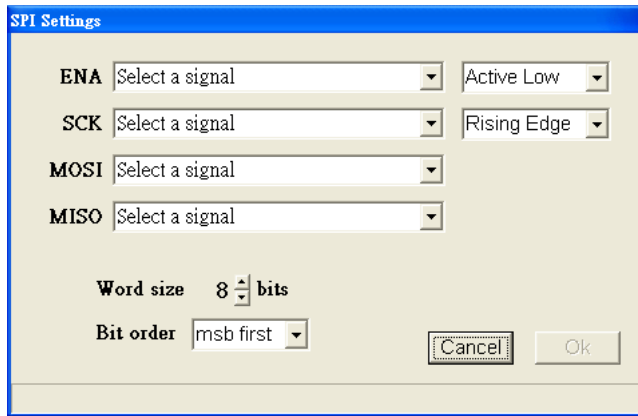 SPI Settings
ENA Select a signal Active Low
SCK Select a signal Rising Edge
MOSI Select a signal
MISO Select a signal
Word size 8 bits
Bit order msb first
Cancel Ok